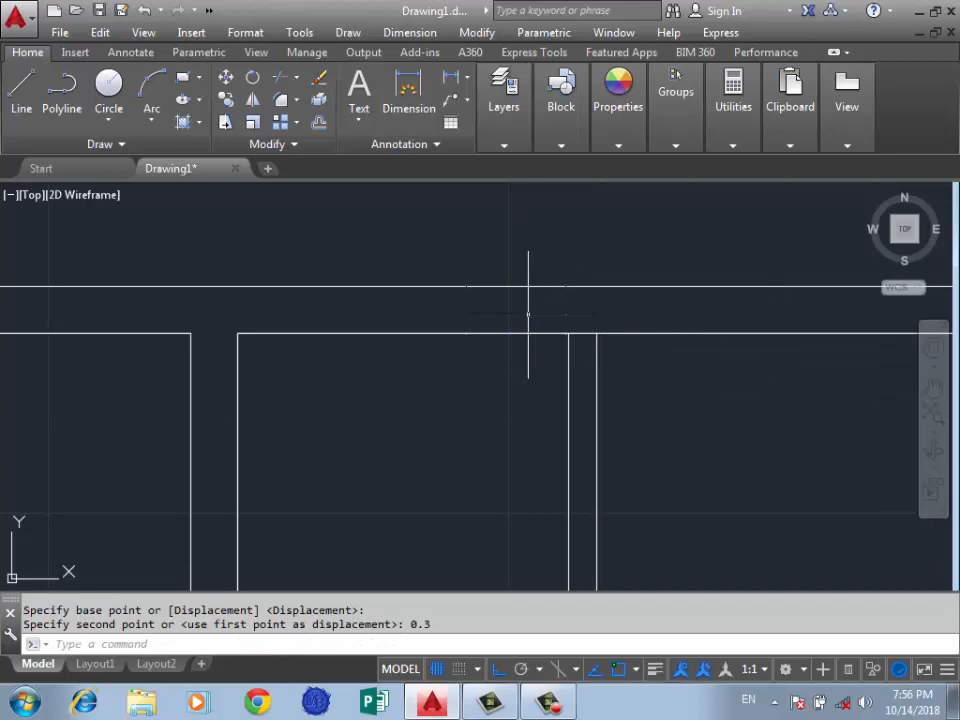 Drawing1.d...
Type a keyword or phrase
Sign In
File Edit View Insert Format Tools Draw Dimension Modify Parametric Window Help Express
Home Insert Annotate Parametric View Manage Output Add-ins A360 Express Tools Featured Apps BIM 360 Performance
Line Polyline Circle Arc Text Dimension Layers Block Properties Groups Utilities Clipboard View
Draw Modify Annotation
Start Drawing1*
[−][Top][2D Wireframe]
N
W TOP E
S
WCS
Y
X
Specify base point or [Displacement] <Displacement>:
Specify second point or <use first point as displacement>: 0.3
Type a command
Model Layout1 Layout2 MODEL 1:1
EN 7:56 PM
10/14/2018